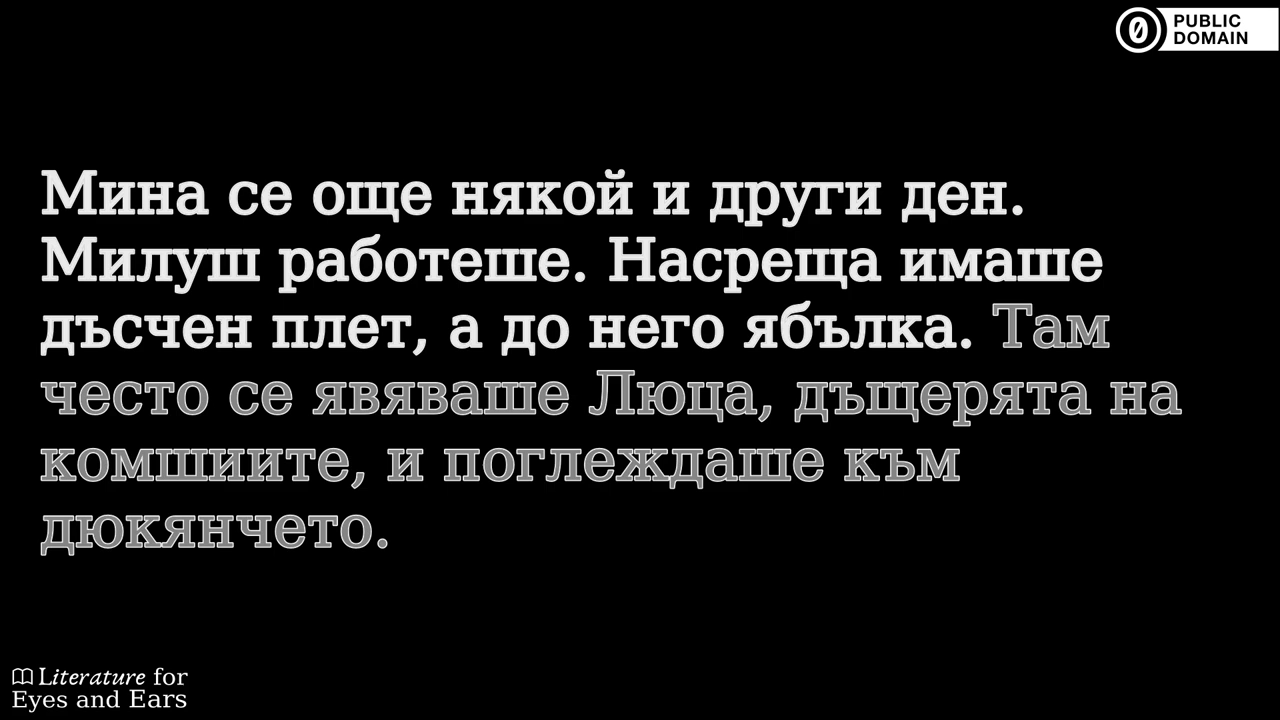 PUBLIC
DOMAIN
Мина се още някой и други ден.
Милуш работеше. Насреща имаше
дъсчен плет, а до него ябълка. Там
често се явяваше Люца, дъщерята на
комшиите, и поглеждаше към
дюкянчето.
Literature for
Eyes and Ears